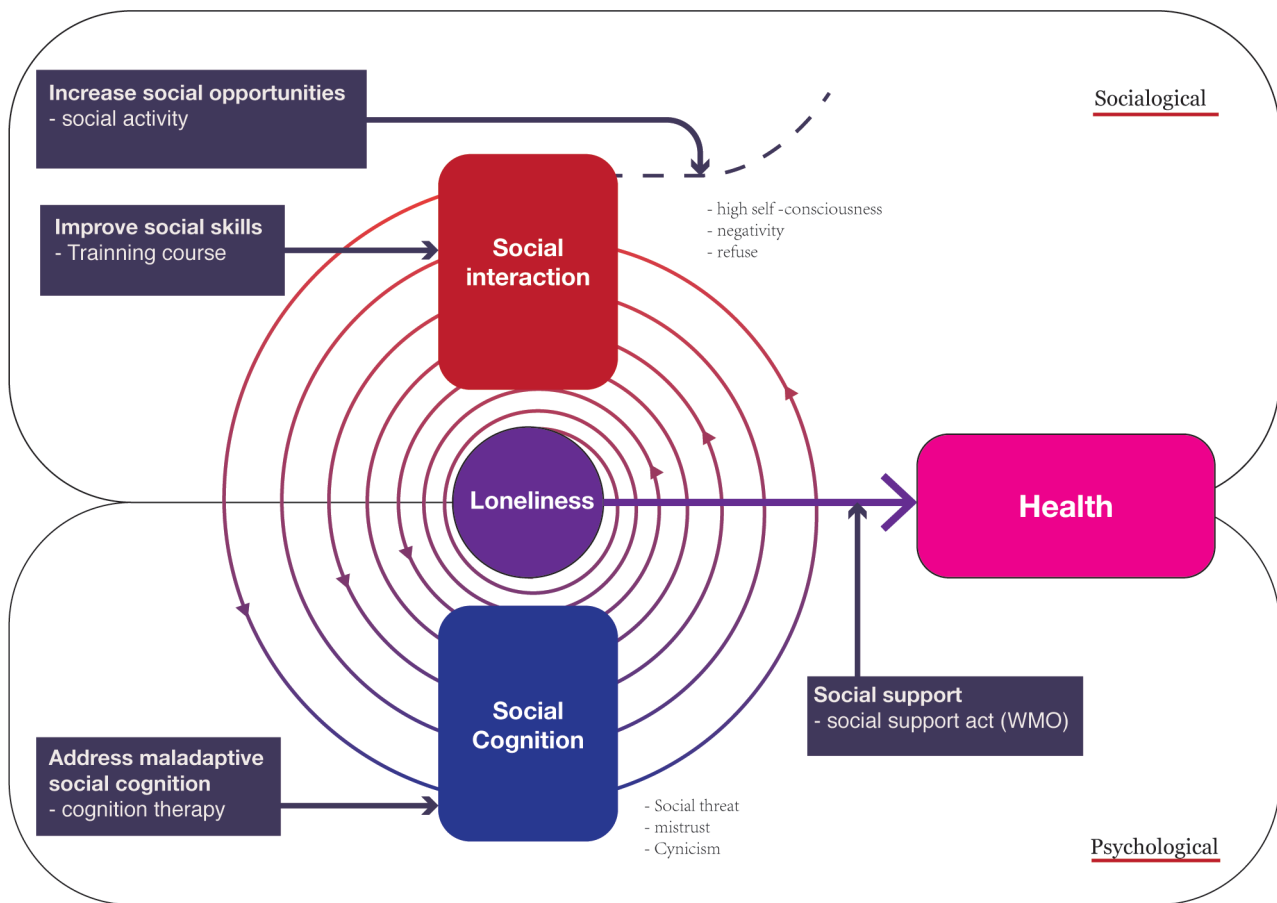 Increase social opportunities
- social activity
Socialogical
Improve social skills
- Trainning course
Social
interaction
- high self -consciousness
- negativity
- refuse
Loneliness
Health
Social
Cognition
Social support
- social support act (WMO)
Address maladaptive
social cognition
- cognition therapy
- Social threat
- mistrust
- Cynicism
Psychological